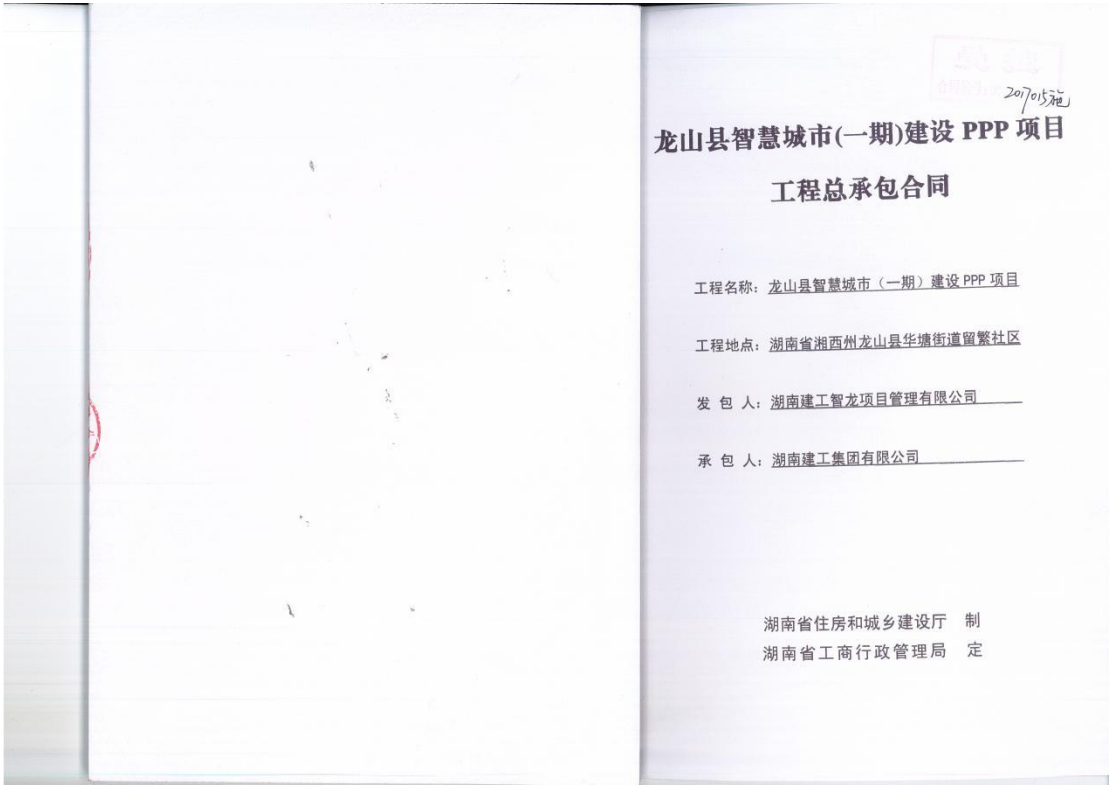 2017015施
龙山县智慧城市(一期)建设 PPP 项目
工程总承包合同
工程名称：龙山县智慧城市（一期）建设 PPP 项目
工程地点：湖南省湘西州龙山县华塘街道留繁社区
发 包 人：湖南建工智龙项目管理有限公司
承 包 人：湖南建工集团有限公司
湖南省住房和城乡建设厅 制
湖南省工商行政管理局 定